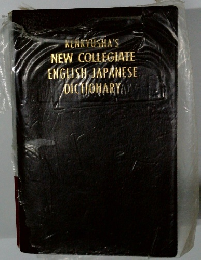 KENKYUSHA'S
NEW COLLEGIATE
ENGLISH-JAPANESE
DICTIONARY